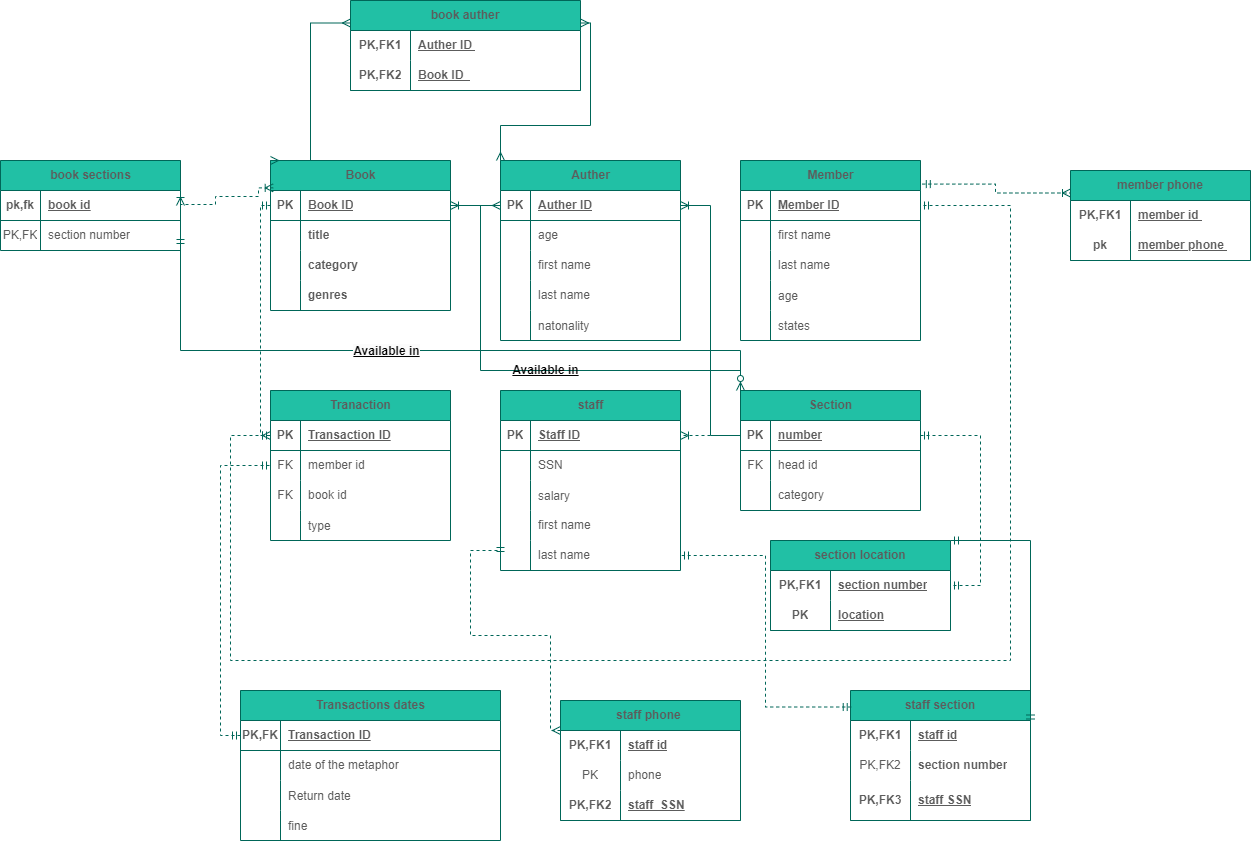 book auther
PK,FK1 Auther ID
PK,FK2 Book ID
book sections
pk,fk book id
PK,FK section number
Book
PK Book ID
title
category
genres
Auther
PK Auther ID
age
first name
last name
natonality
Member
PK Member ID
first name
last name
age
states
member phone
PK,FK1 member id
pk member phone
Available in
Available in
Tranaction
PK Transaction ID
FK member id
FK book id
type
staff
PK Staff ID
SSN
salary
first name
last name
Section
PK number
FK head id
category
section location
PK,FK1 section number
PK location
Transactions dates
PK,FK Transaction ID
date of the metaphor
Return date
fine
staff phone
PK,FK1 staff id
PK phone
PK,FK2 staff SSN
staff section
PK,FK1 staff id
PK,FK2 section number
PK,FK3 staff SSN